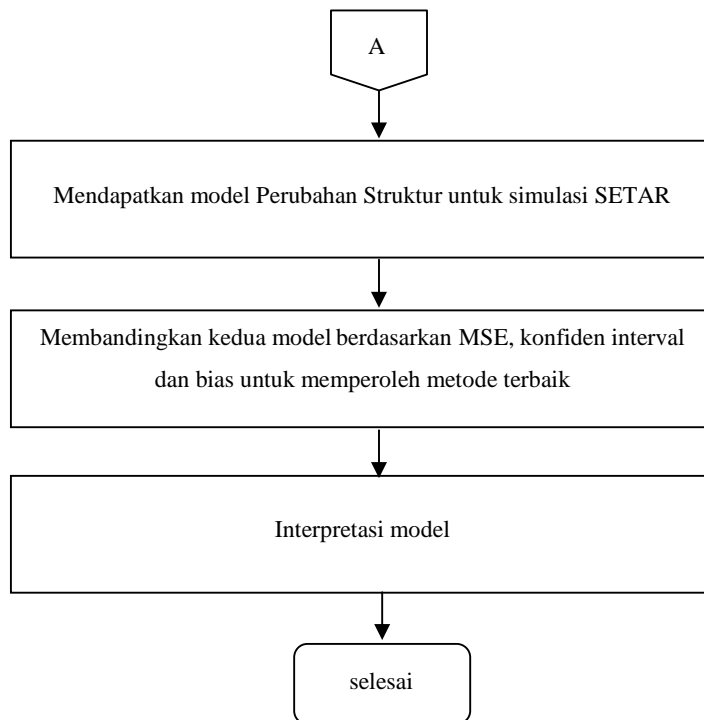 A
Mendapatkan model Perubahan Struktur untuk simulasi SETAR
Membandingkan kedua model berdasarkan MSE, konfiden interval
dan bias untuk memperoleh metode terbaik
Interpretasi model
selesai